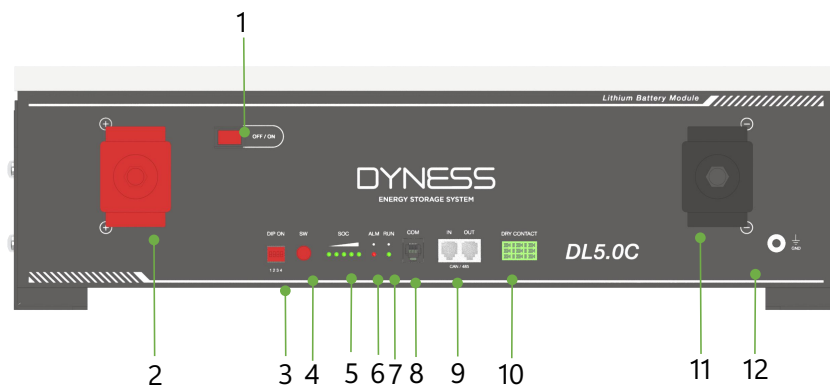 1
Lithium Battery Module
OFF / ON
DYNESS
ENERGY STORAGE SYSTEM
DIP ON SW SOC ALM RUN COM IN OUT DRY CONTACT
DL5.0C
GND
1 2 3 4
CAN / 485
2 3 4 5 6 7 8 9 10 11 12